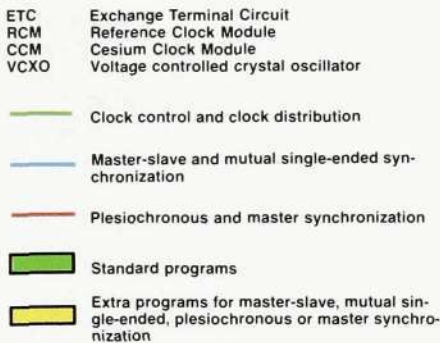 ETC Exchange Terminal Circuit
RCM Reference Clock Module
CCM Cesium Clock Module
VCXO Voltage controlled crystal oscillator
Clock control and clock distribution
Master-slave and mutual single-ended syn-
chronization
Plesiochronous and master synchronization
Standard programs
Extra programs for master-slave, mutual sin-
gle-ended, plesiochronous or master synchro-
nization